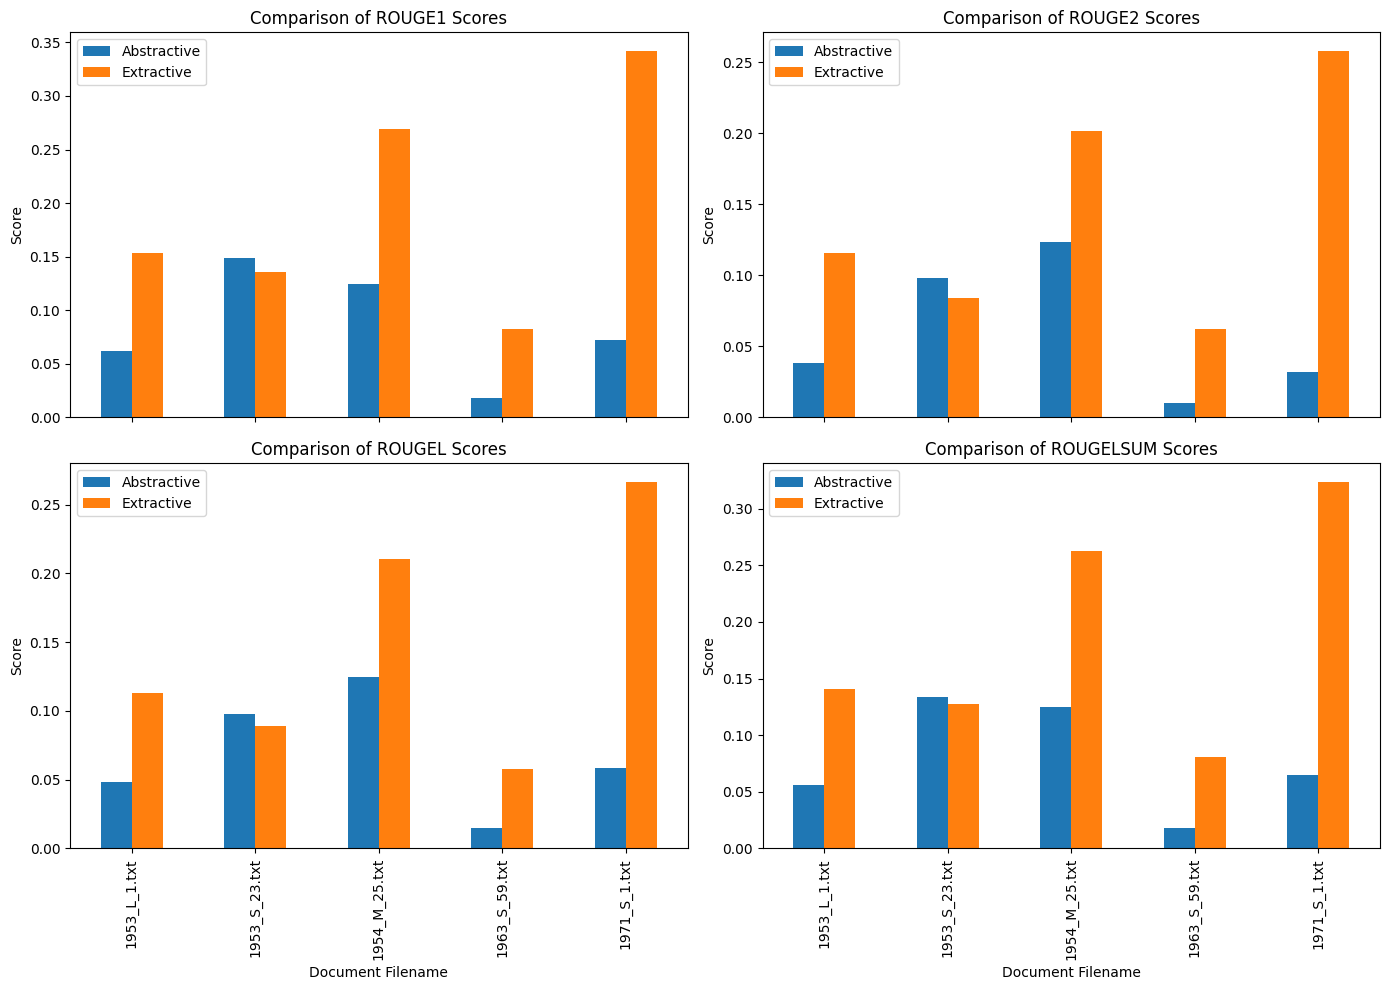 Comparison of ROUGE1 Scores
Abstractive
Extractive
Score
0.35
0.30
0.25
0.20
0.15
0.10
0.05
0.00
Comparison of ROUGE2 Scores
Abstractive
Extractive
Score
0.25
0.20
0.15
0.10
0.05
0.00
Comparison of ROUGEL Scores
Abstractive
Extractive
Score
0.25
0.20
0.15
0.10
0.05
0.00
1953_L_1.txt
1953_S_23.txt
1954_M_25.txt
1963_S_59.txt
1971_S_1.txt
Document Filename
Comparison of ROUGELSUM Scores
Abstractive
Extractive
Score
0.30
0.25
0.20
0.15
0.10
0.05
0.00
1953_L_1.txt
1953_S_23.txt
1954_M_25.txt
1963_S_59.txt
1971_S_1.txt
Document Filename